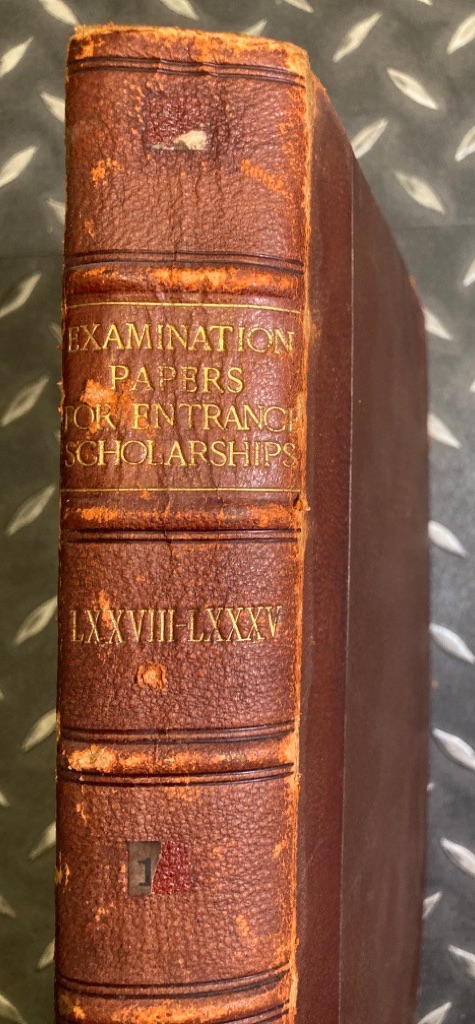 EXAMINATION
PAPERS
FOR ENTRANCE
SCHOLARSHIPS
LXXVIII-LXXXV
1